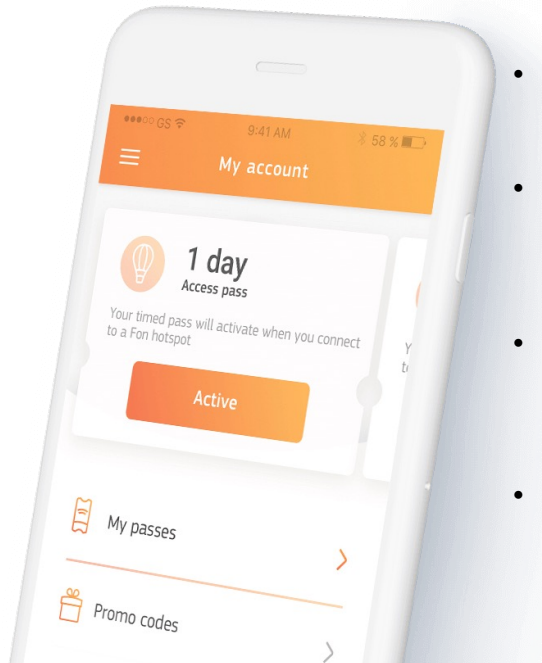 GS
9:41 AM
58 %
My account
1 day
Access pass
Your timed pass will activate when you connect
to a Fon hotspot
Active
My passes
Promo codes